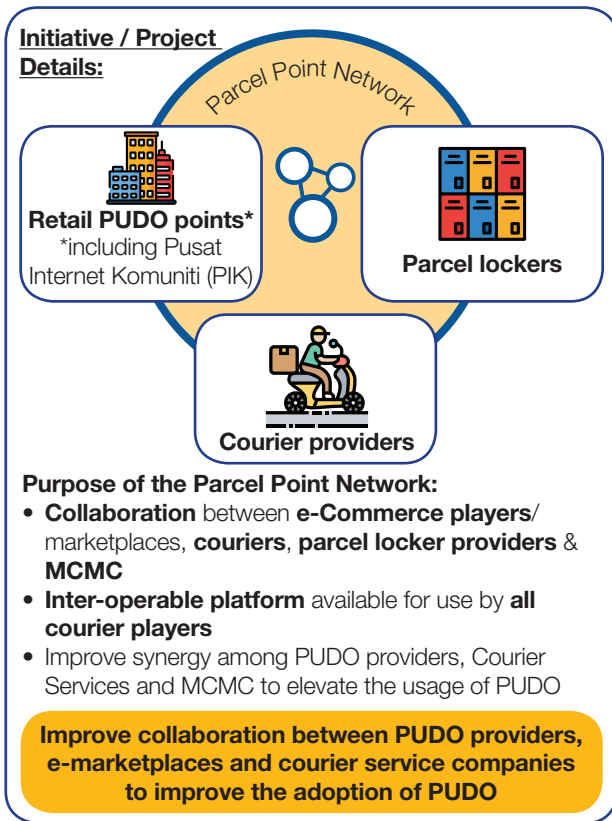 Initiative / Project
Details:
Parcel Point Network
Retail PUDO points*
*including Pusat
Internet Komuniti (PIK)
Parcel lockers
Courier providers
Purpose of the Parcel Point Network:
• Collaboration between e-Commerce players/
marketplaces, couriers, parcel locker providers &
MCMC
• Inter-operable platform available for use by all
courier players
• Improve synergy among PUDO providers, Courier
Services and MCMC to elevate the usage of PUDO
Improve collaboration between PUDO providers,
e-marketplaces and courier service companies
to improve the adoption of PUDO